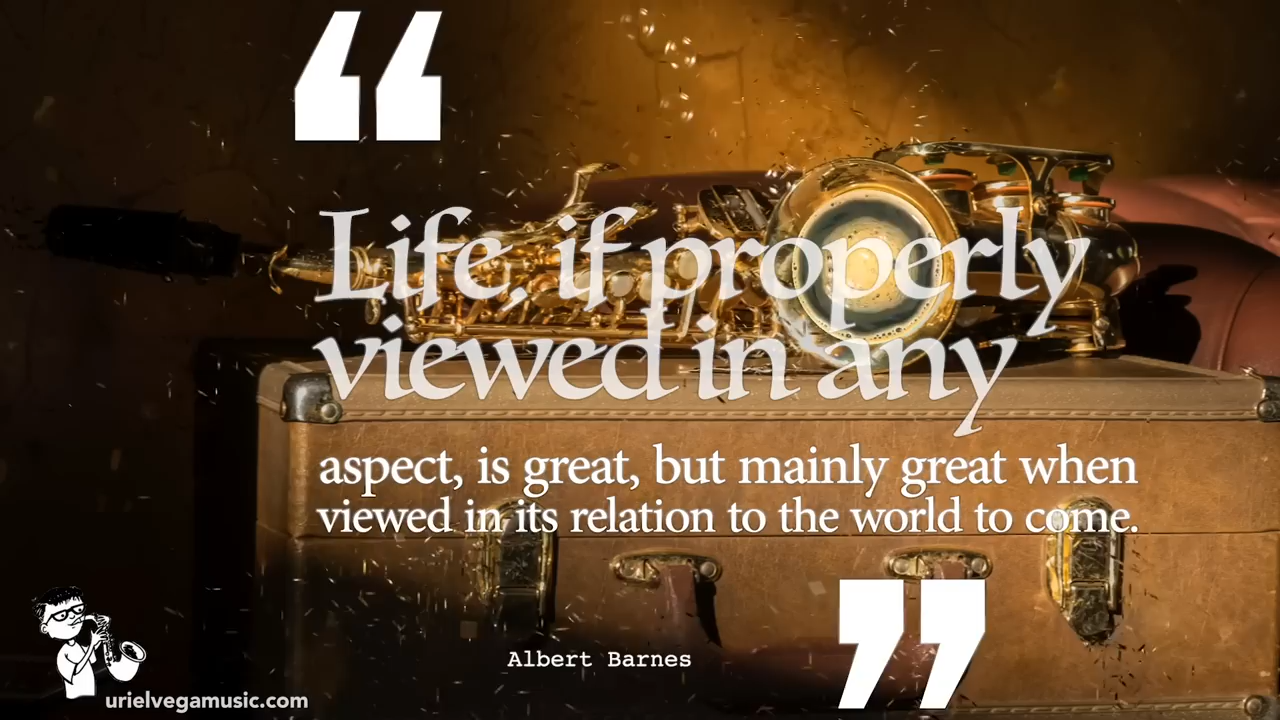 “
Life, if properly
viewed in any
aspect, is great, but mainly great when
viewed in its relation to the world to come.
”
Albert Barnes
urielvegamusic.com